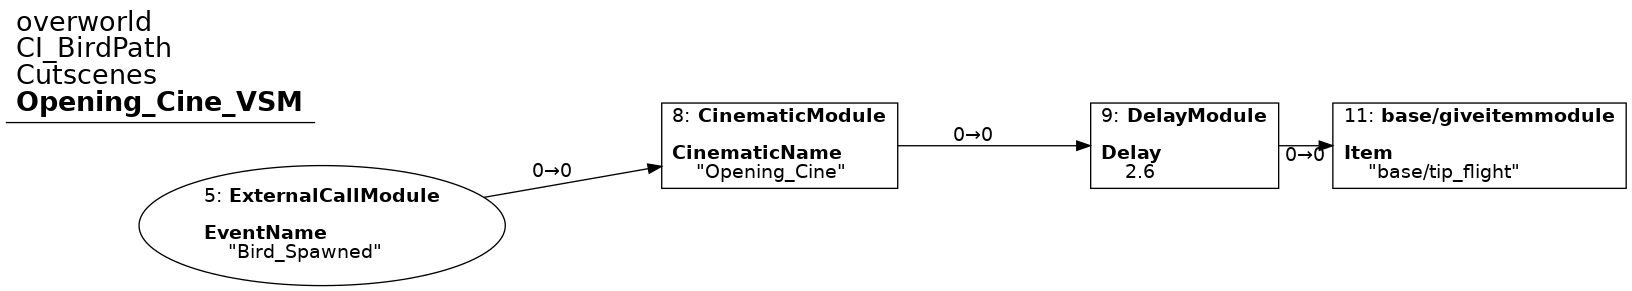 overworld
CI_BirdPath
Cutscenes
Opening_Cine_VSM
5: ExternalCallModule
EventName
"Bird_Spawned"
0→0
8: CinematicModule
CinematicName
"Opening_Cine"
0→0
9: DelayModule
Delay
2.6
0→0
11: base/giveitemmodule
Item
"base/tip_flight"